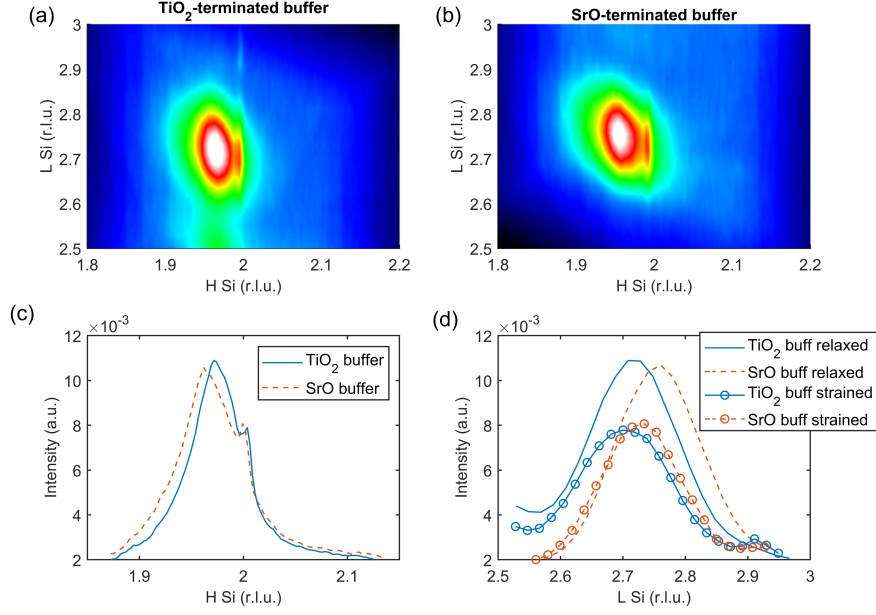 (a)
TiO2-terminated buffer
3
2.9
2.8
2.7
2.6
2.5
L Si (r.l.u.)
1.8
1.9
2
2.1
2.2
H Si (r.l.u.)
(b)
SrO-terminated buffer
3
2.9
2.8
2.7
2.6
2.5
L Si (r.l.u.)
1.8
1.9
2
2.1
2.2
H Si (r.l.u.)
(c)
×10-3
12
10
8
6
4
2
Intensity (a.u.)
TiO2 buffer
SrO buffer
1.9
2
2.1
H Si (r.l.u.)
(d)
×10-3
12
10
8
6
4
2
Intensity (a.u.)
TiO2 buff relaxed
SrO buff relaxed
TiO2 buff strained
SrO buff strained
2.5
2.6
2.7
2.8
2.9
3
L Si (r.l.u.)